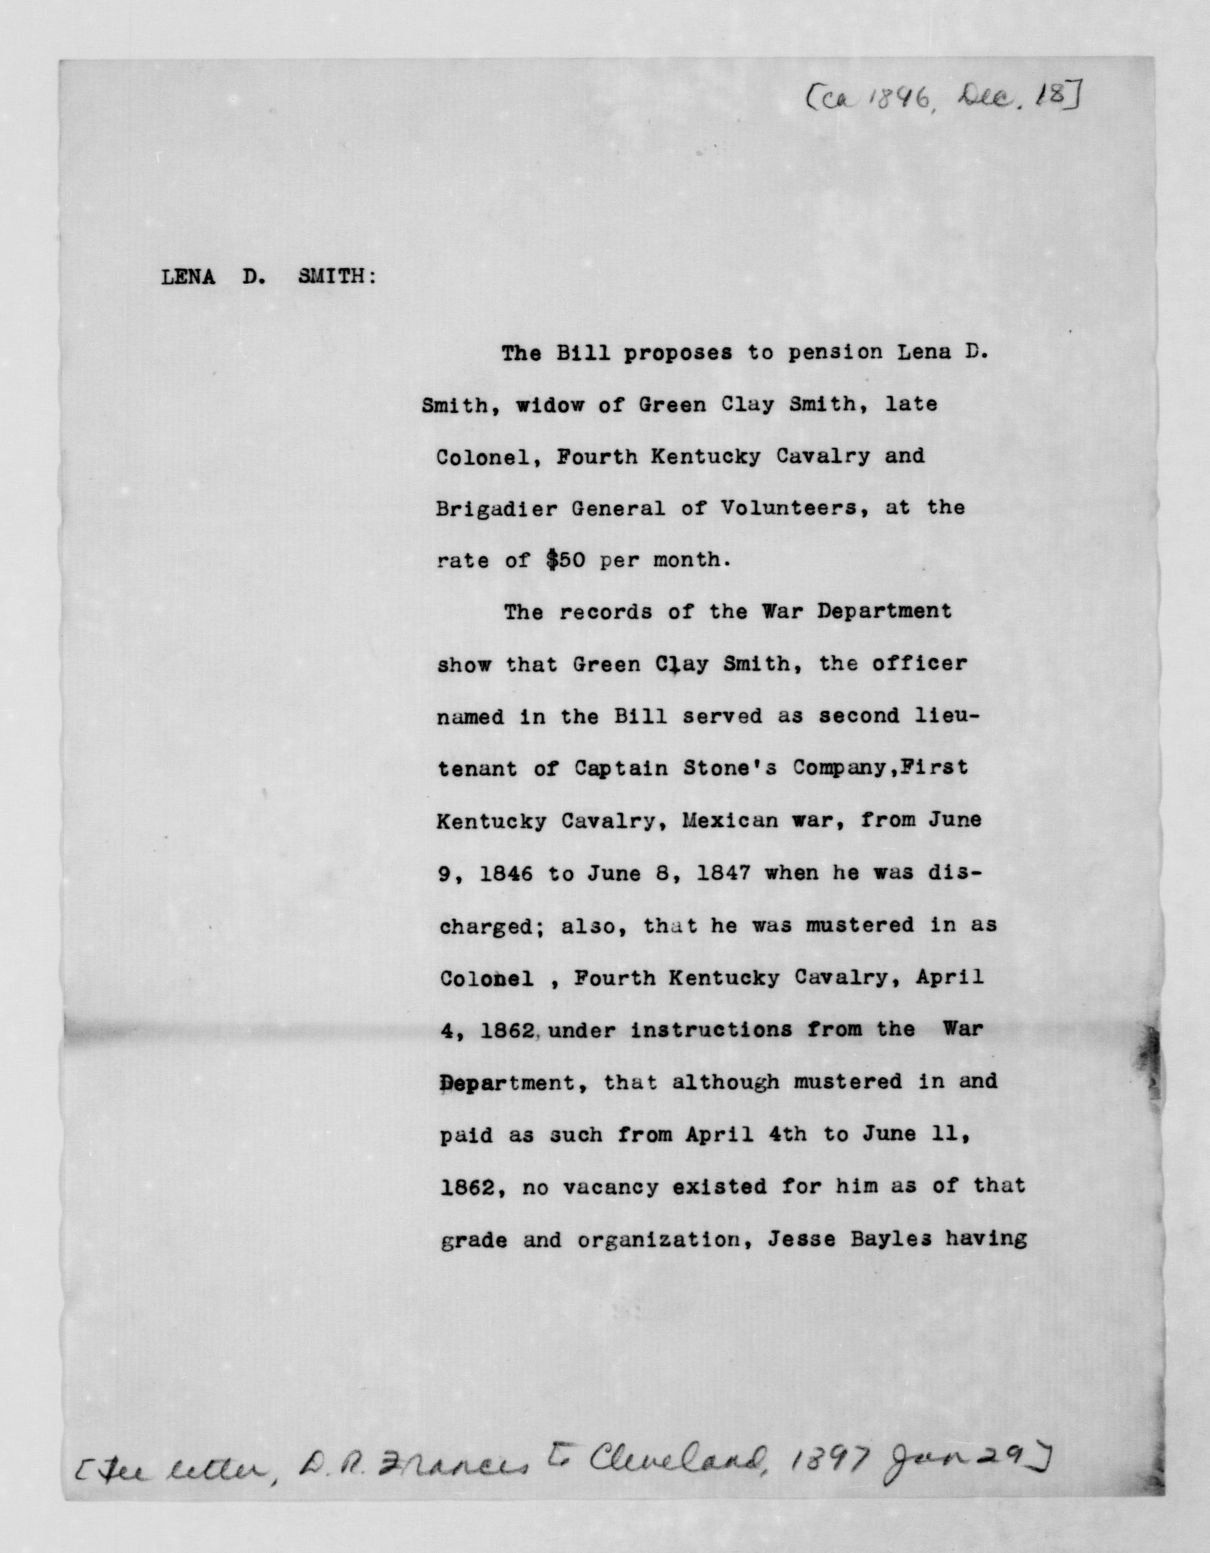 [ca 1896, Dec. 18]
LENA D. SMITH:
The Bill proposes to pension Lena D.
Smith, widow of Green Clay Smith, late
Colonel, Fourth Kentucky Cavalry and
Brigadier General of Volunteers, at the
rate of $50 per month.
The records of the War Department
show that Green Clay Smith, the officer
named in the Bill served as second lieu-
tenant of Captain Stone's Company,First
Kentucky Cavalry, Mexican war, from June
9, 1846 to June 8, 1847 when he was dis-
charged; also, that he was mustered in as
Colonel , Fourth Kentucky Cavalry, April
4, 1862, under instructions from the War
Department, that although mustered in and
paid as such from April 4th to June 11,
1862, no vacancy existed for him as of that
grade and organization, Jesse Bayles having
[See letter, D. R. Francis to Cleveland, 1897 Jan 29]